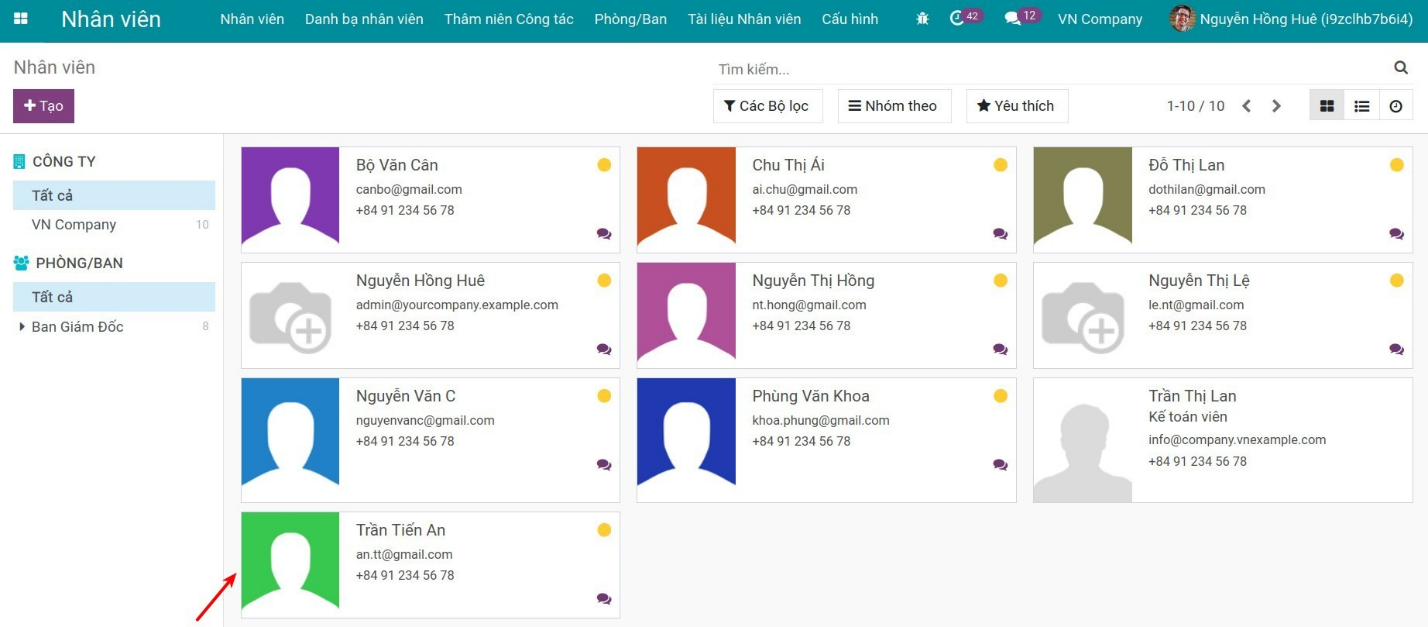 Nhân viên Nhân viên Danh bạ nhân viên Thâm niên Công tác Phòng/Ban Tài liệu Nhân viên Cấu hình 42 12 VN Company Nguyễn Hồng Huê (i9zclhb7b6i4)
Nhân viên Tìm kiếm...
Tạo Các Bộ lọc Nhóm theo Yêu thích 1-10 / 10
CÔNG TY
Tất cả
VN Company 10
PHÒNG/BAN
Tất cả
Ban Giám Đốc 8
Bộ Văn Cân
canbo@gmail.com
+84 91 234 56 78
Chu Thị Ái
ai.chu@gmail.com
+84 91 234 56 78
Đỗ Thị Lan
dothilan@gmail.com
+84 91 234 56 78
Nguyễn Hồng Huê
admin@yourcompany.example.com
+84 91 234 56 78
Nguyễn Thị Hồng
nt.hong@gmail.com
+84 91 234 56 78
Nguyễn Thị Lệ
le.nt@gmail.com
+84 91 234 56 78
Nguyễn Văn C
nguyenvanc@gmail.com
+84 91 234 56 78
Phùng Văn Khoa
khoa.phung@gmail.com
+84 91 234 56 78
Trần Thị Lan
Kế toán viên
info@company.vnexample.com
+84 91 234 56 78
Trần Tiến An
an.tt@gmail.com
+84 91 234 56 78